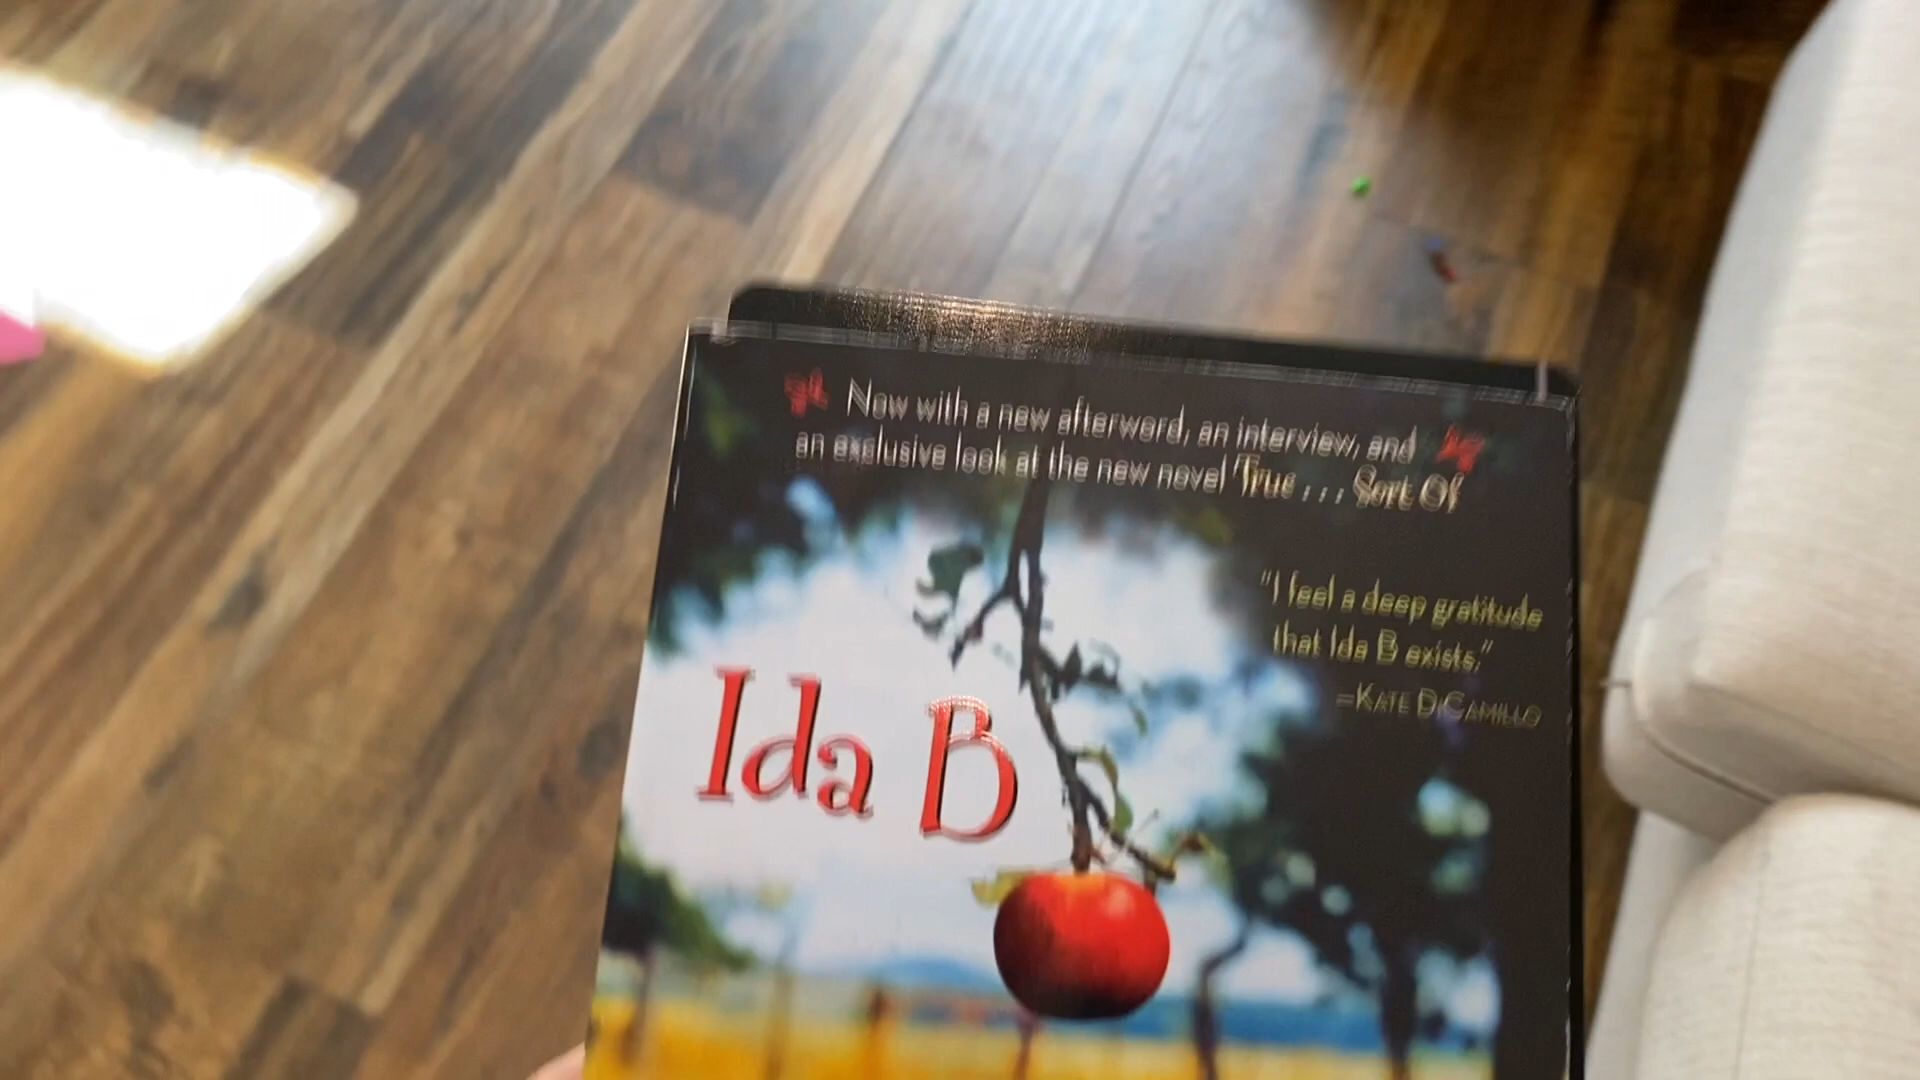 Now with a new afterword, an interview, and
an exclusive look at the new novel True . . . Sort Of
"I feel a deep gratitude
that Ida B exists."
—KATE DICAMILLO
Ida B